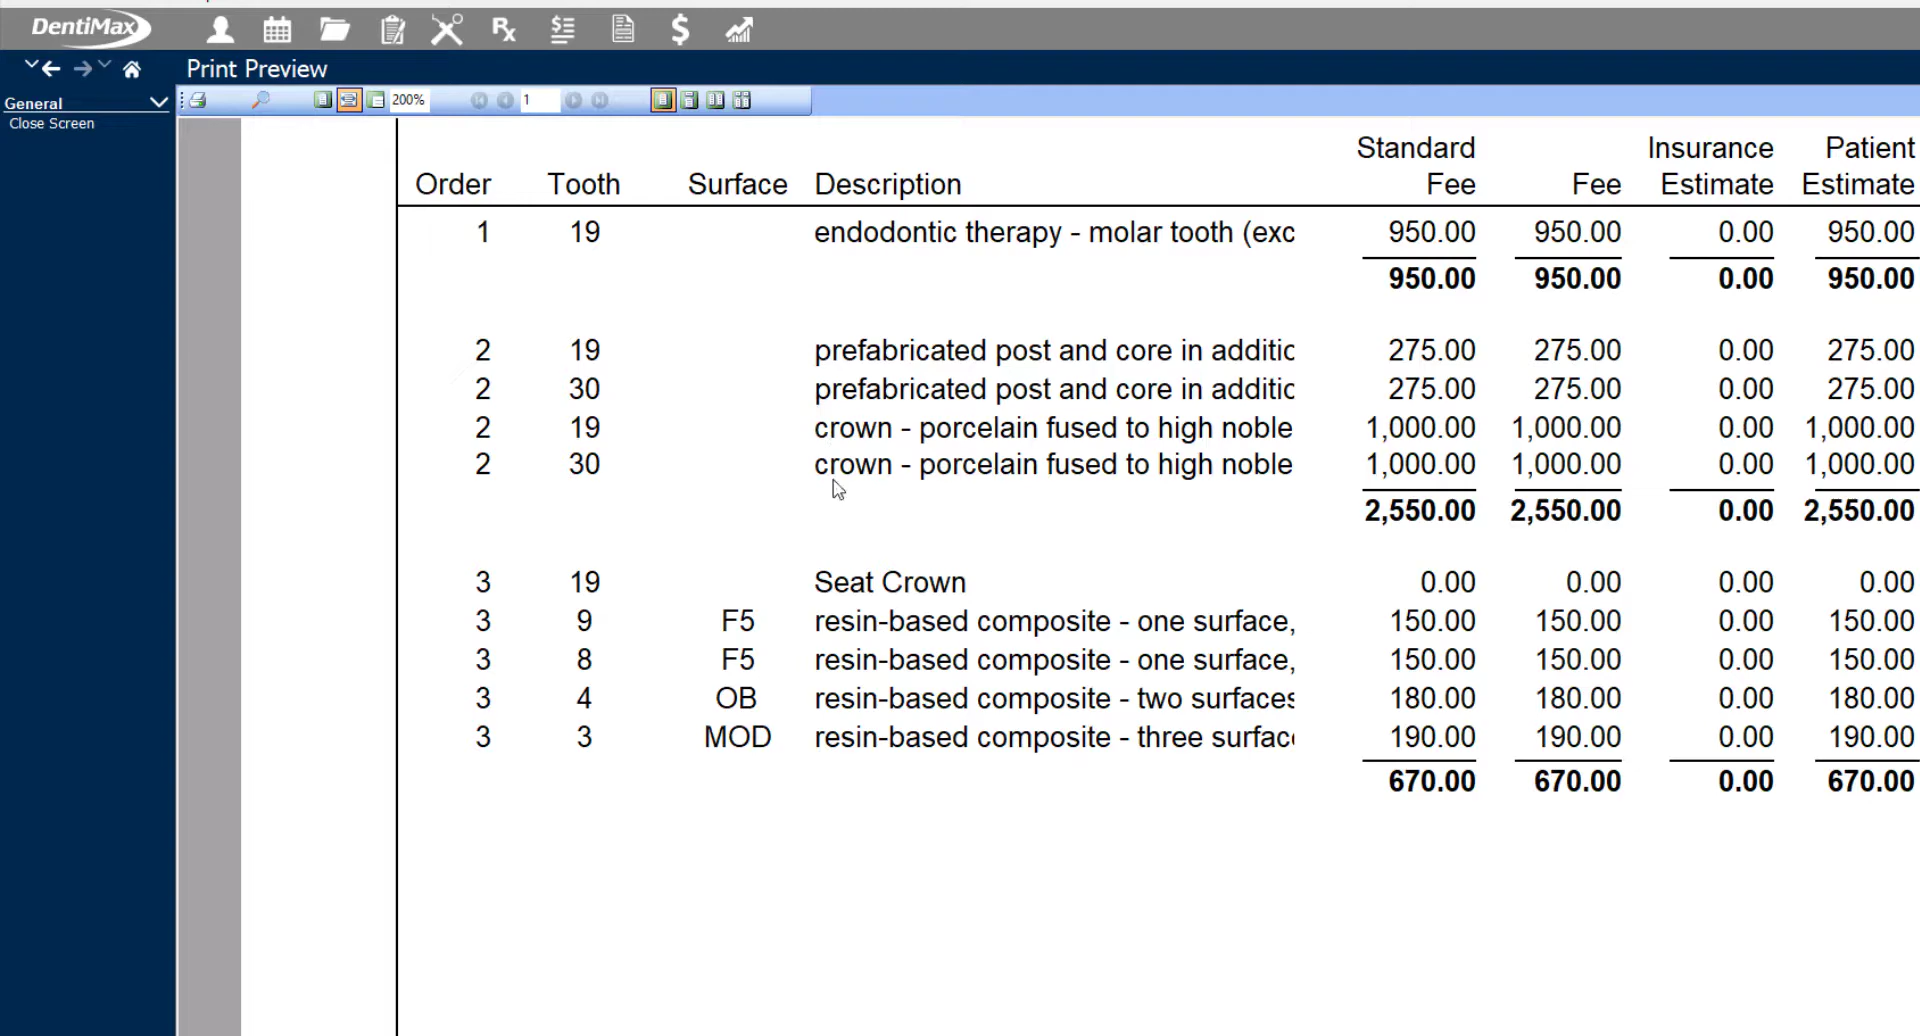 DentiMax
Print Preview
General
Close Screen
200%
1
Standard Insurance Patient
Order Tooth Surface Description Fee Fee Estimate Estimate
1 19 endodontic therapy - molar tooth (exc 950.00 950.00 0.00 950.00
950.00 950.00 0.00 950.00
2 19 prefabricated post and core in additic 275.00 275.00 0.00 275.00
2 30 prefabricated post and core in additic 275.00 275.00 0.00 275.00
2 19 crown - porcelain fused to high noble 1,000.00 1,000.00 0.00 1,000.00
2 30 crown - porcelain fused to high noble 1,000.00 1,000.00 0.00 1,000.00
2,550.00 2,550.00 0.00 2,550.00
3 19 Seat Crown 0.00 0.00 0.00 0.00
3 9 F5 resin-based composite - one surface, 150.00 150.00 0.00 150.00
3 8 F5 resin-based composite - one surface, 150.00 150.00 0.00 150.00
3 4 OB resin-based composite - two surfaces 180.00 180.00 0.00 180.00
3 3 MOD resin-based composite - three surfac 190.00 190.00 0.00 190.00
670.00 670.00 0.00 670.00